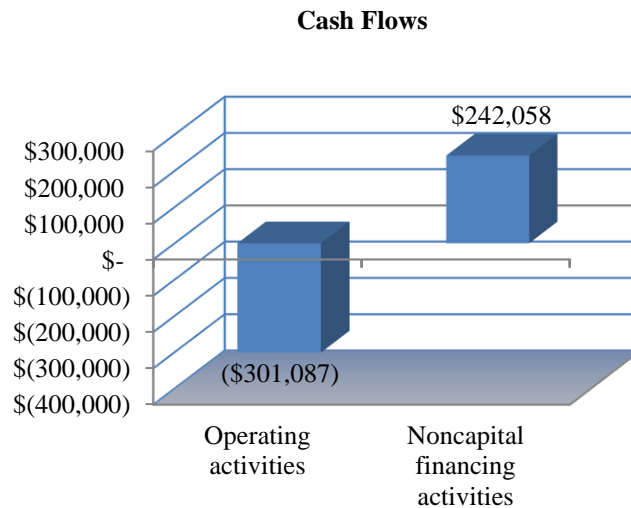 Cash Flows
$242,058
$300,000
$200,000
$100,000
$-
$(100,000)
$(200,000)
$(300,000)
$(400,000)
($301,087)
Operating
activities
Noncapital
financing
activities